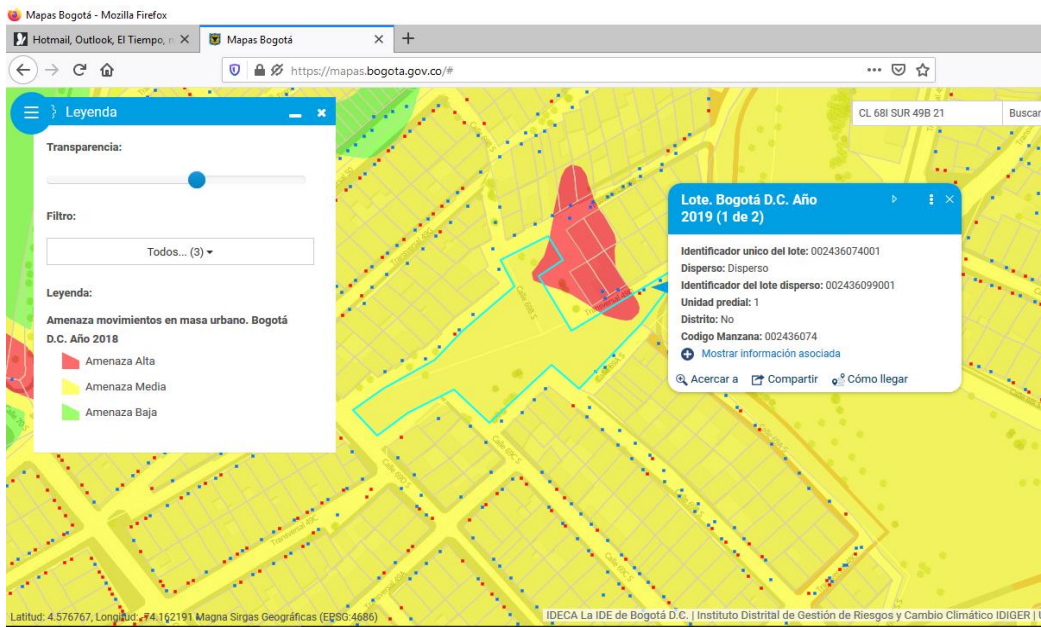 Mapas Bogotá - Mozilla Firefox
Hotmail, Outlook, El Tiempo, n
Mapas Bogotá
https://mapas.bogota.gov.co/#
Leyenda
Transparencia:
Filtro:
Todos... (3)
Leyenda:
Amenaza movimientos en masa urbano. Bogotá
D.C. Año 2018
Amenaza Alta
Amenaza Media
Amenaza Baja
CL 68I SUR 49B 21
Buscar
Lote. Bogotá D.C. Año
2019 (1 de 2)
Identificador unico del lote: 002436074001
Disperso: Disperso
Identificador del lote disperso: 002436099001
Unidad predial: 1
Distrito: No
Codigo Manzana: 002436074
Mostrar información asociada
Acercar a
Compartir
Cómo llegar
Latitud: 4.576767, Longitud: -74.162191 Magna Sirgas Geográficas (EPSG:4686)
IDECA La IDE de Bogotá D.C. | Instituto Distrital de Gestión de Riesgos y Cambio Climático IDIGER | U